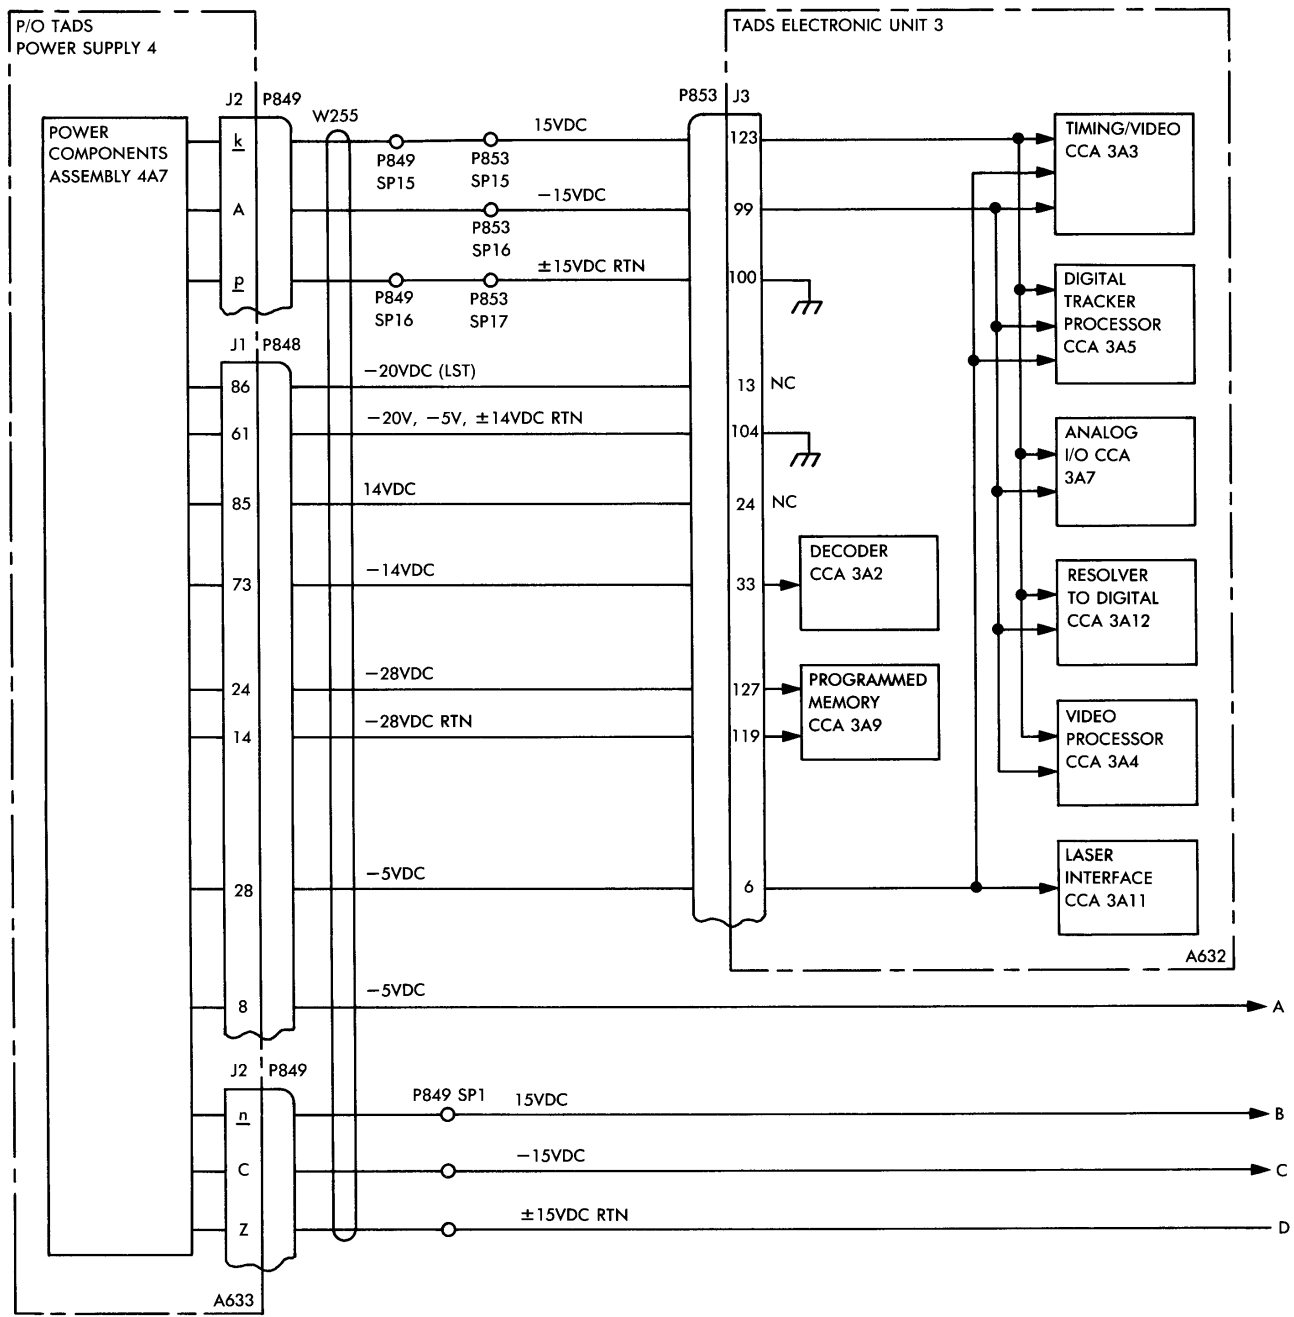 P/O TADS
POWER SUPPLY 4
TADS ELECTRONIC UNIT 3
J2 P849
W255
P853 J3
POWER
COMPONENTS
ASSEMBLY 4A7
k
15VDC
123
TIMING/VIDEO
CCA 3A3
P849
SP15
P853
SP15
A
−15VDC
99
P853
SP16
p
±15VDC RTN
100
P849
SP16
P853
SP17
DIGITAL
TRACKER
PROCESSOR
CCA 3A5
J1 P848
86
−20VDC (LST)
13 NC
61
−20V, −5V, ±14VDC RTN
104
ANALOG
I/O CCA
3A7
85
14VDC
24 NC
73
−14VDC
33
DECODER
CCA 3A2
RESOLVER
TO DIGITAL
CCA 3A12
24
−28VDC
127
PROGRAMMED
MEMORY
CCA 3A9
14
−28VDC RTN
119
VIDEO
PROCESSOR
CCA 3A4
28
−5VDC
6
LASER
INTERFACE
CCA 3A11
A632
8
−5VDC
A
J2 P849
n
P849 SP1
15VDC
B
C
−15VDC
C
Z
±15VDC RTN
D
A633